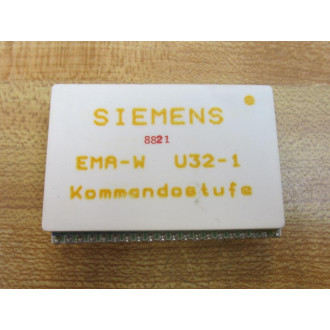 SIEMENS
8821
EMA-W U32-1
Kommandostufe